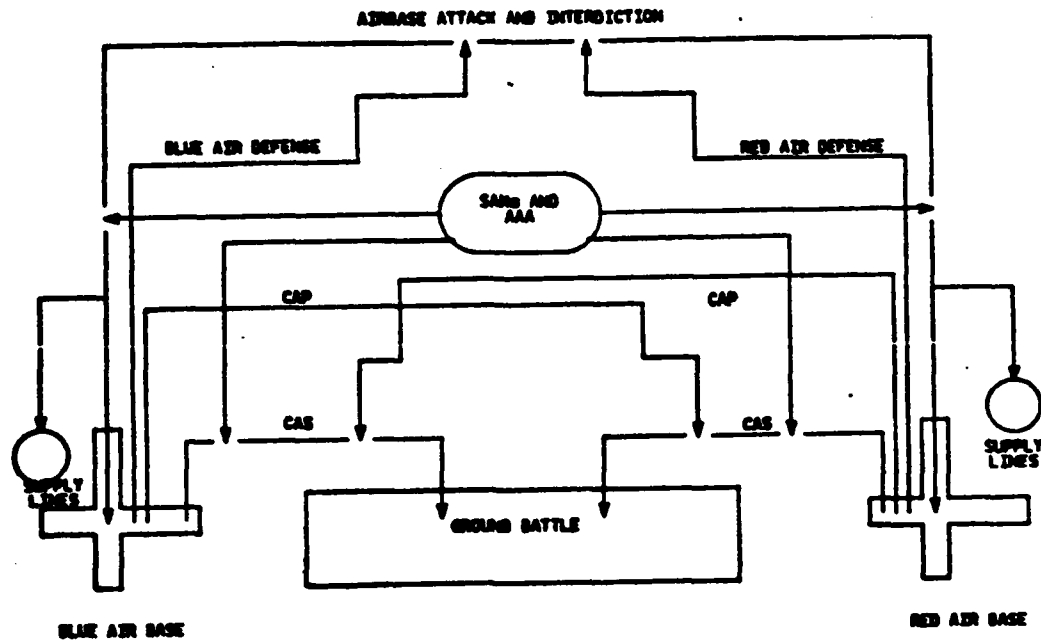 AIRBASE ATTACK AND INTERDICTION
BLUE AIR DEFENSE
RED AIR DEFENSE
SAMs AND
AAA
CAP
CAP
CAS
CAS
SUPPLY
LINES
SUPPLY
LINES
GROUND BATTLE
BLUE AIR BASE
RED AIR BASE